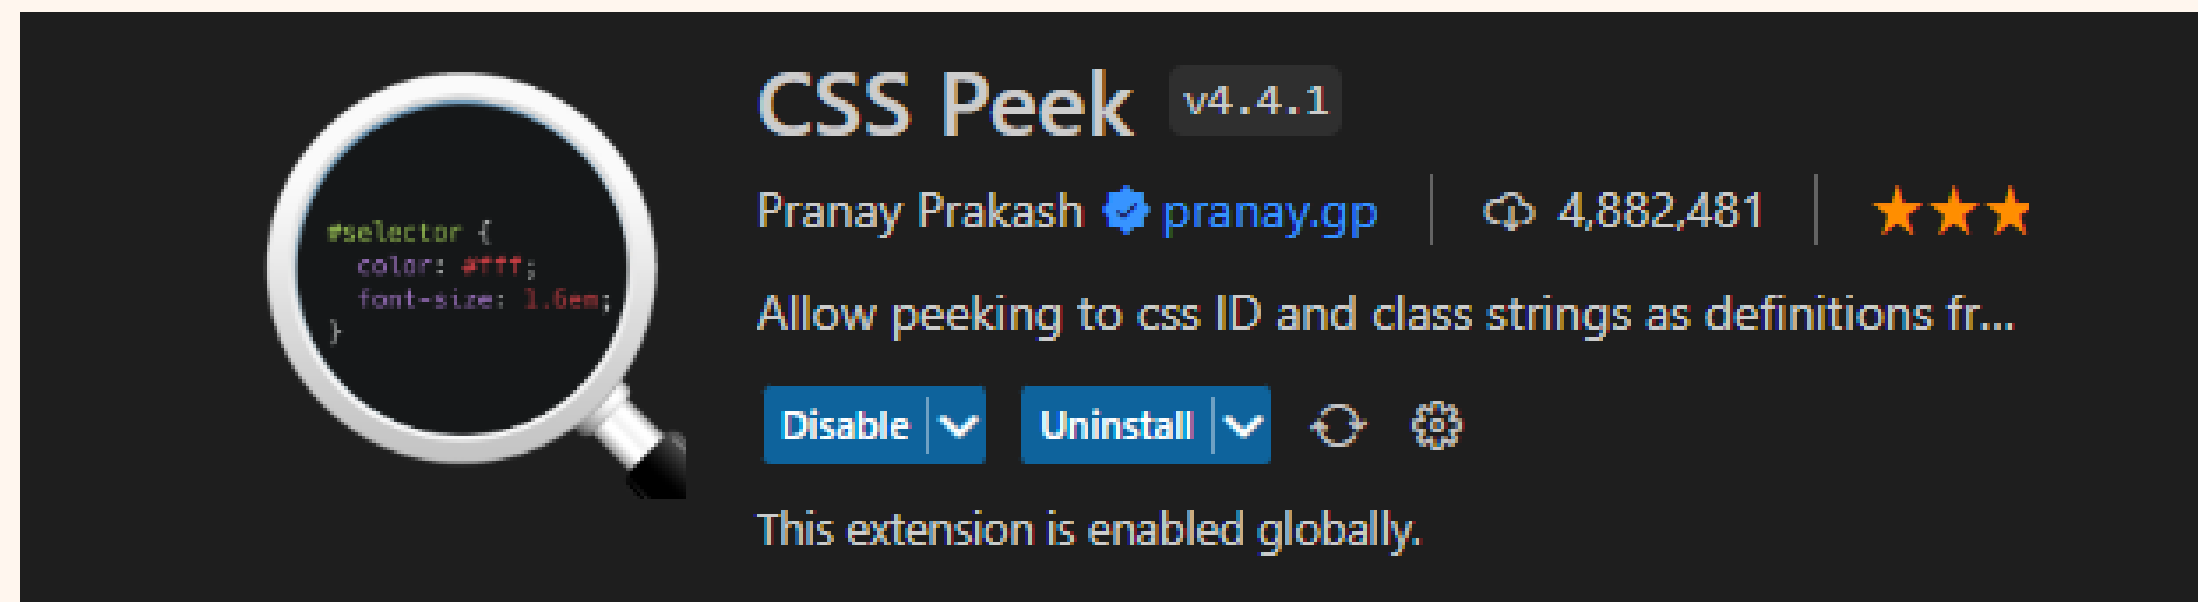 #selector {
color: #fff;
font-size: 1.6em;
}
CSS Peek v4.4.1
Pranay Prakash pranay.gp 4,882,481
Allow peeking to css ID and class strings as definitions fr...
Disable Uninstall
This extension is enabled globally.